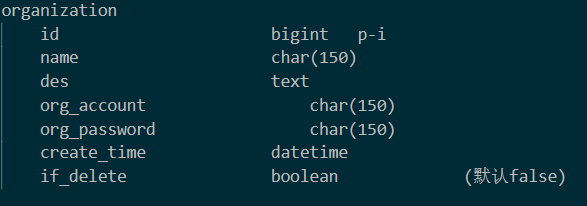 organization
id bigint p-i
name char(150)
des text
org_account char(150)
org_password char(150)
create_time datetime
if_delete boolean (默认false)